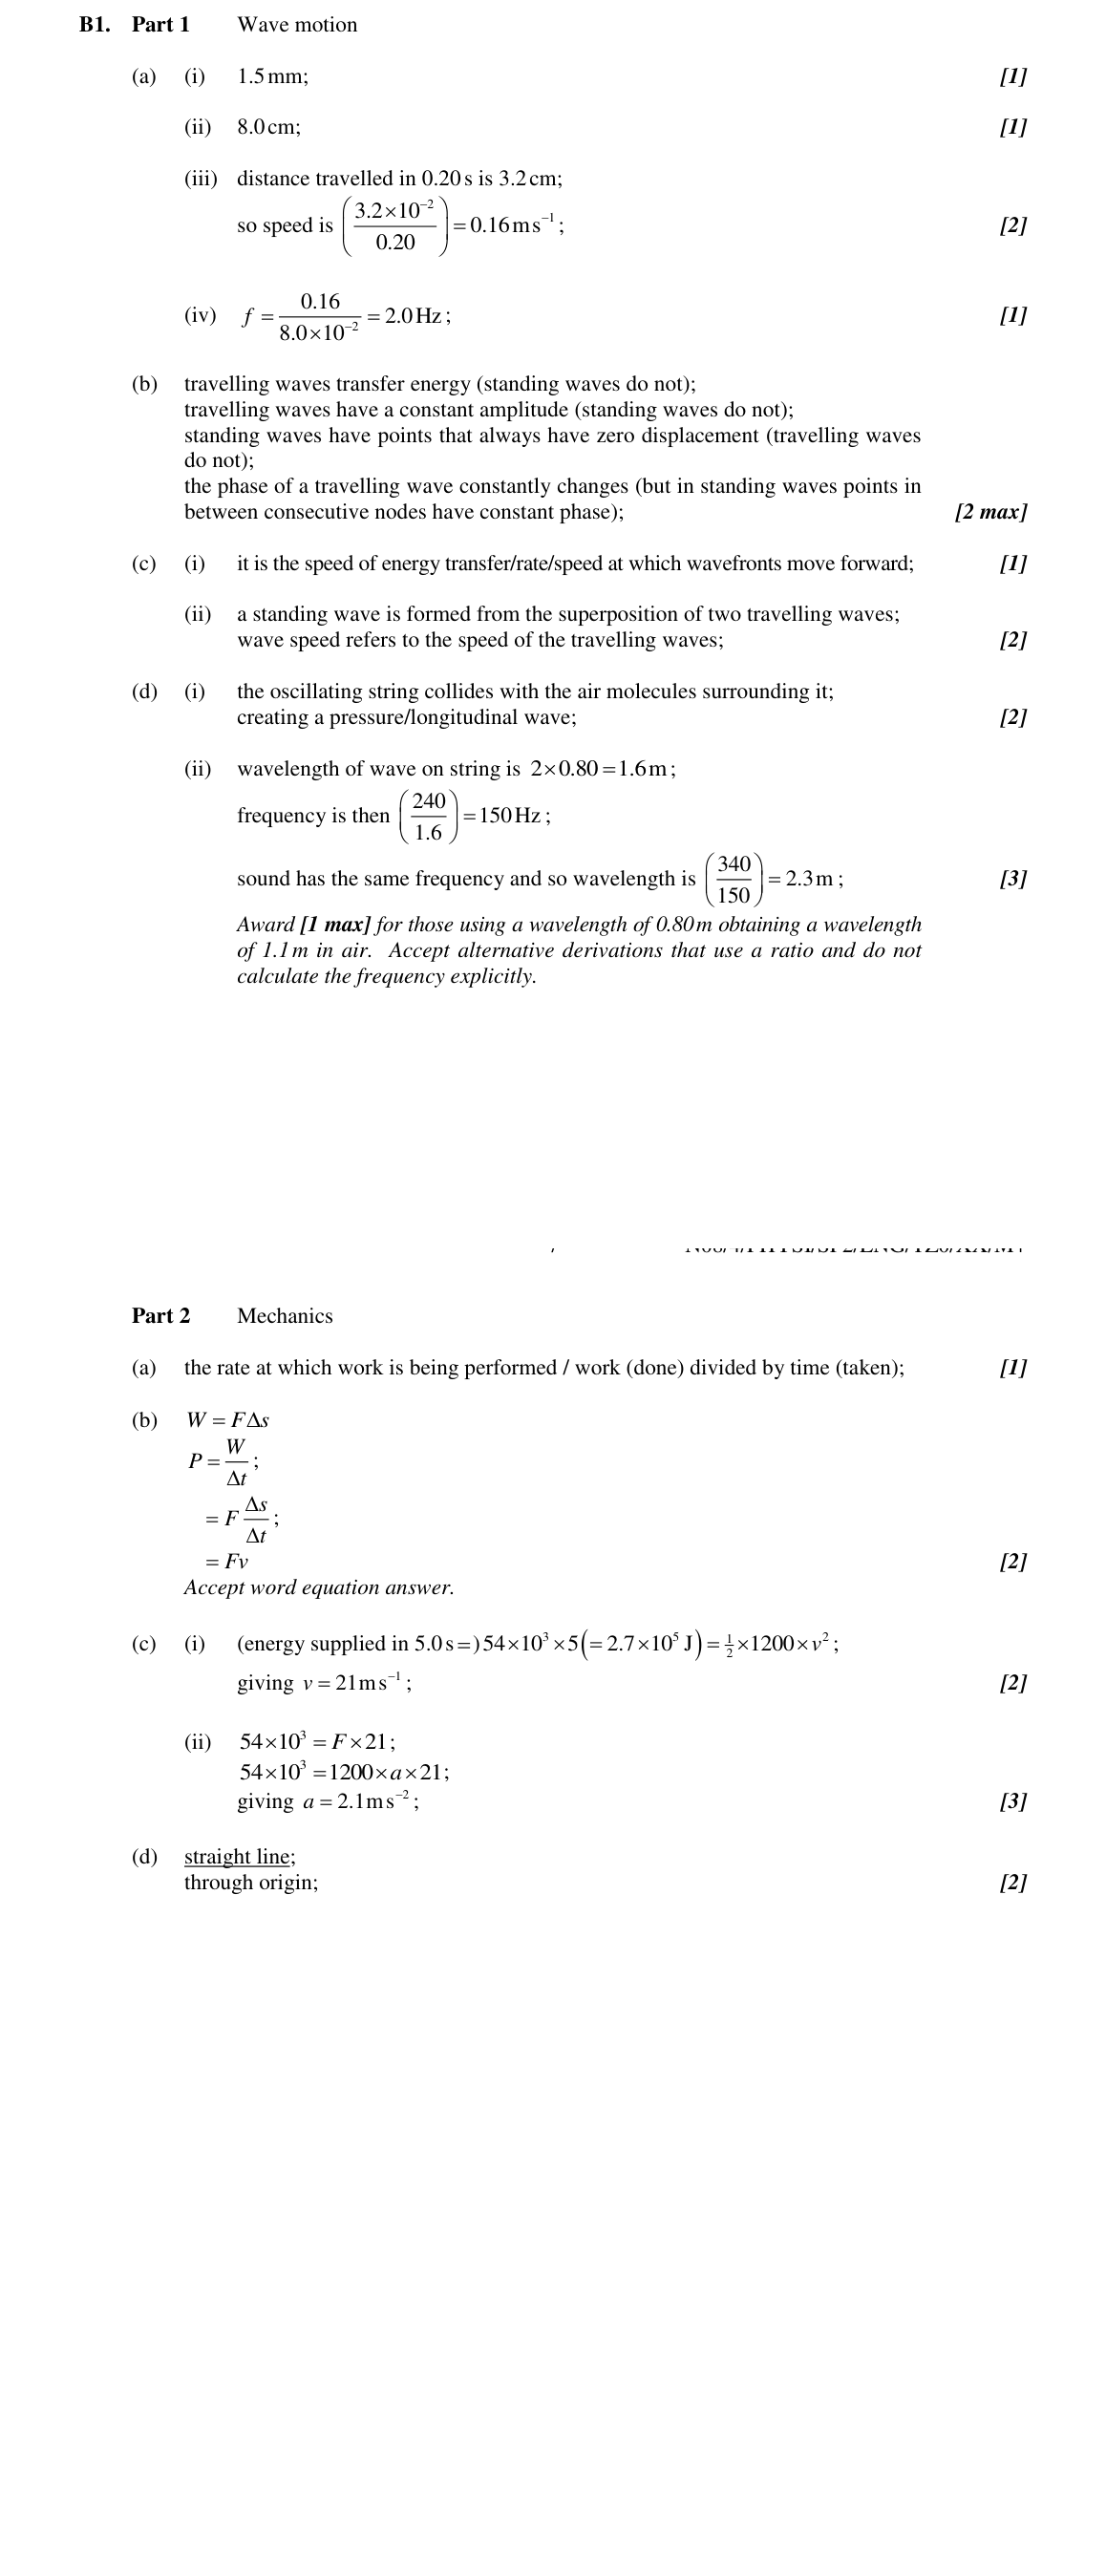 B1. Part 1 Wave motion
(a) (i) 1.5 mm; [1]
(ii) 8.0 cm; [1]
(iii) distance travelled in 0.20 s is 3.2 cm;
so speed is (3.2×10⁻²/0.20) = 0.16 m s⁻¹; [2]
(iv) f = 0.16/8.0×10⁻² = 2.0 Hz; [1]
(b) travelling waves transfer energy (standing waves do not);
travelling waves have a constant amplitude (standing waves do not);
standing waves have points that always have zero displacement (travelling waves
do not);
the phase of a travelling wave constantly changes (but in standing waves points in
between consecutive nodes have constant phase); [2 max]
(c) (i) it is the speed of energy transfer/rate/speed at which wavefronts move forward; [1]
(ii) a standing wave is formed from the superposition of two travelling waves;
wave speed refers to the speed of the travelling waves; [2]
(d) (i) the oscillating string collides with the air molecules surrounding it;
creating a pressure/longitudinal wave; [2]
(ii) wavelength of wave on string is 2×0.80 = 1.6 m;
frequency is then (240/1.6) = 150 Hz;
sound has the same frequency and so wavelength is (340/150) = 2.3 m; [3]
Award [1 max] for those using a wavelength of 0.80 m obtaining a wavelength
of 1.1 m in air. Accept alternative derivations that use a ratio and do not
calculate the frequency explicitly.
Part 2 Mechanics
(a) the rate at which work is being performed / work (done) divided by time (taken); [1]
(b) W = FΔs
P = W/Δt;
= F Δs/Δt;
= Fv [2]
Accept word equation answer.
(c) (i) (energy supplied in 5.0 s =) 54×10³×5(= 2.7×10⁵ J) = ½×1200×v²;
giving v = 21 m s⁻¹; [2]
(ii) 54×10³ = F×21;
54×10³ = 1200×a×21;
giving a = 2.1 m s⁻²; [3]
(d) straight line;
through origin; [2]